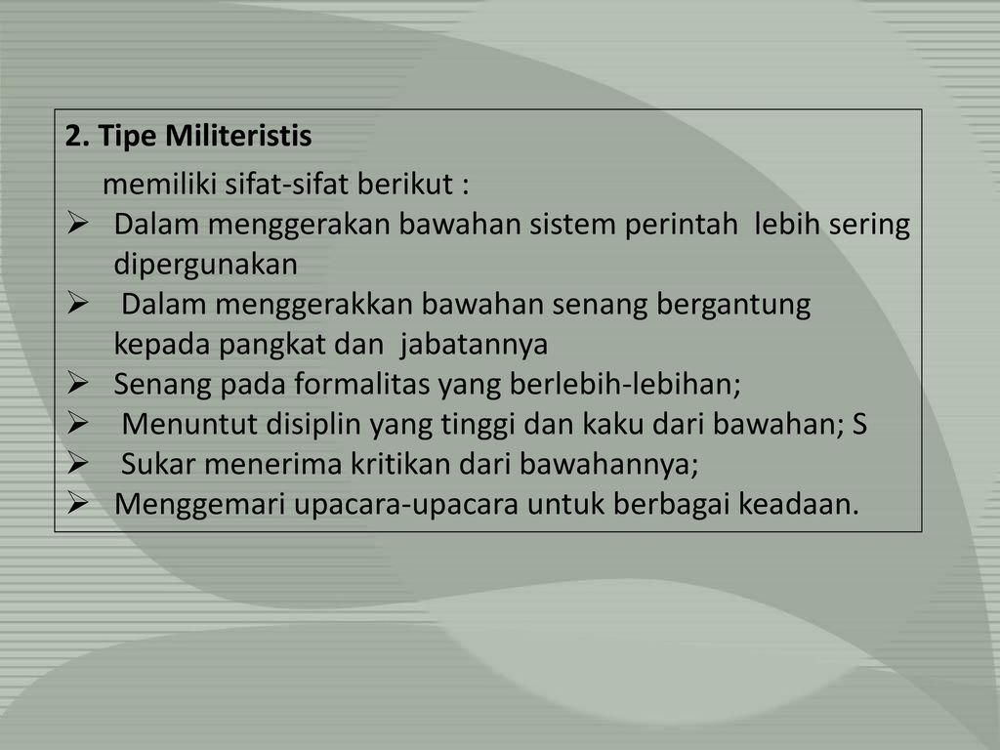 2. Tipe Militeristis
memiliki sifat-sifat berikut :
➢ Dalam menggerakan bawahan sistem perintah lebih sering
dipergunakan
➢ Dalam menggerakkan bawahan senang bergantung
kepada pangkat dan jabatannya
➢ Senang pada formalitas yang berlebih-lebihan;
➢ Menuntut disiplin yang tinggi dan kaku dari bawahan; S
➢ Sukar menerima kritikan dari bawahannya;
➢ Menggemari upacara-upacara untuk berbagai keadaan.